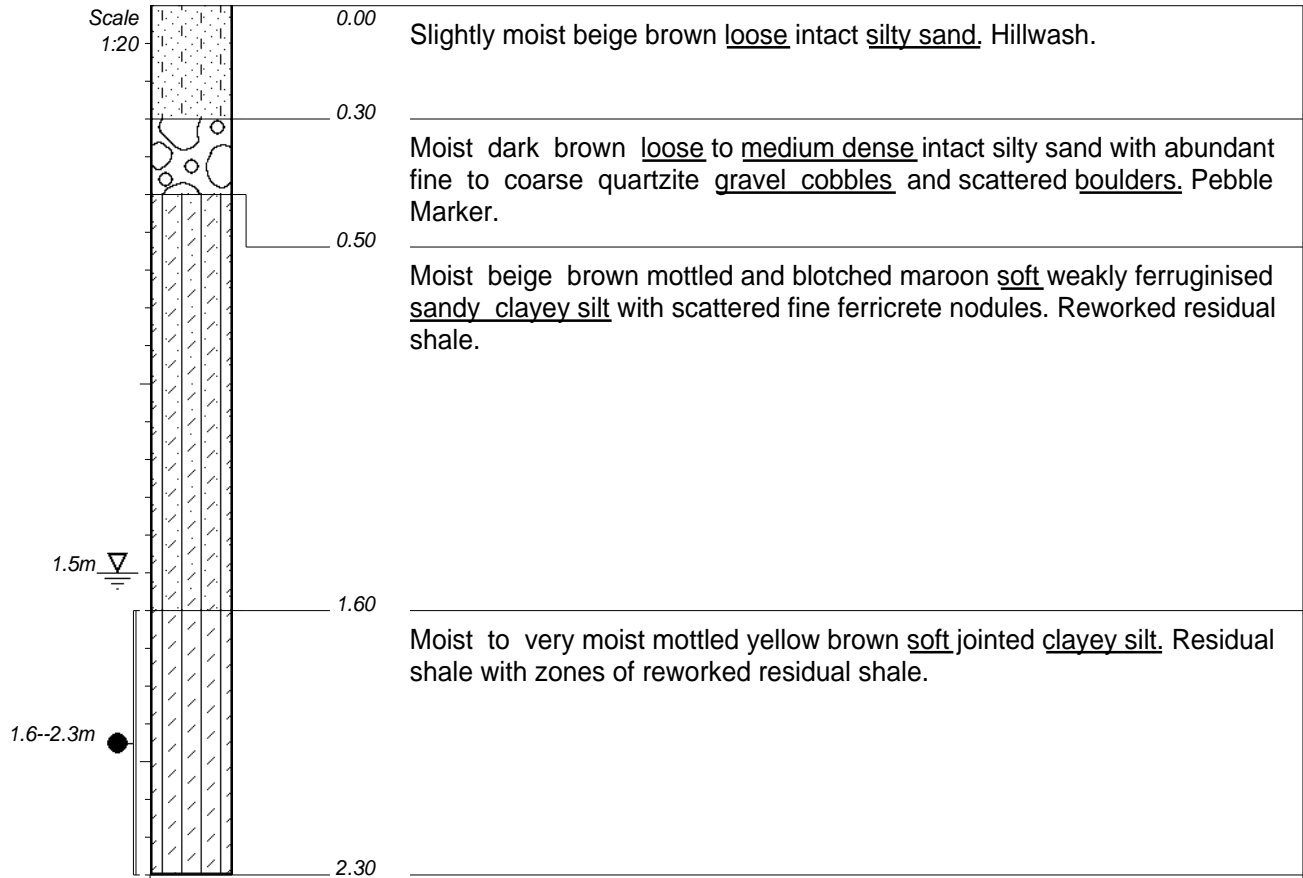 Scale
1:20
0.00
Slightly moist beige brown loose intact silty sand. Hillwash.
0.30
Moist dark brown loose to medium dense intact silty sand with abundant
fine to coarse quartzite gravel cobbles and scattered boulders. Pebble
Marker.
0.50
Moist beige brown mottled and blotched maroon soft weakly ferruginised
sandy clayey silt with scattered fine ferricrete nodules. Reworked residual
shale.
1.5m
1.60
Moist to very moist mottled yellow brown soft jointed clayey silt. Residual
shale with zones of reworked residual shale.
1.6--2.3m
2.30